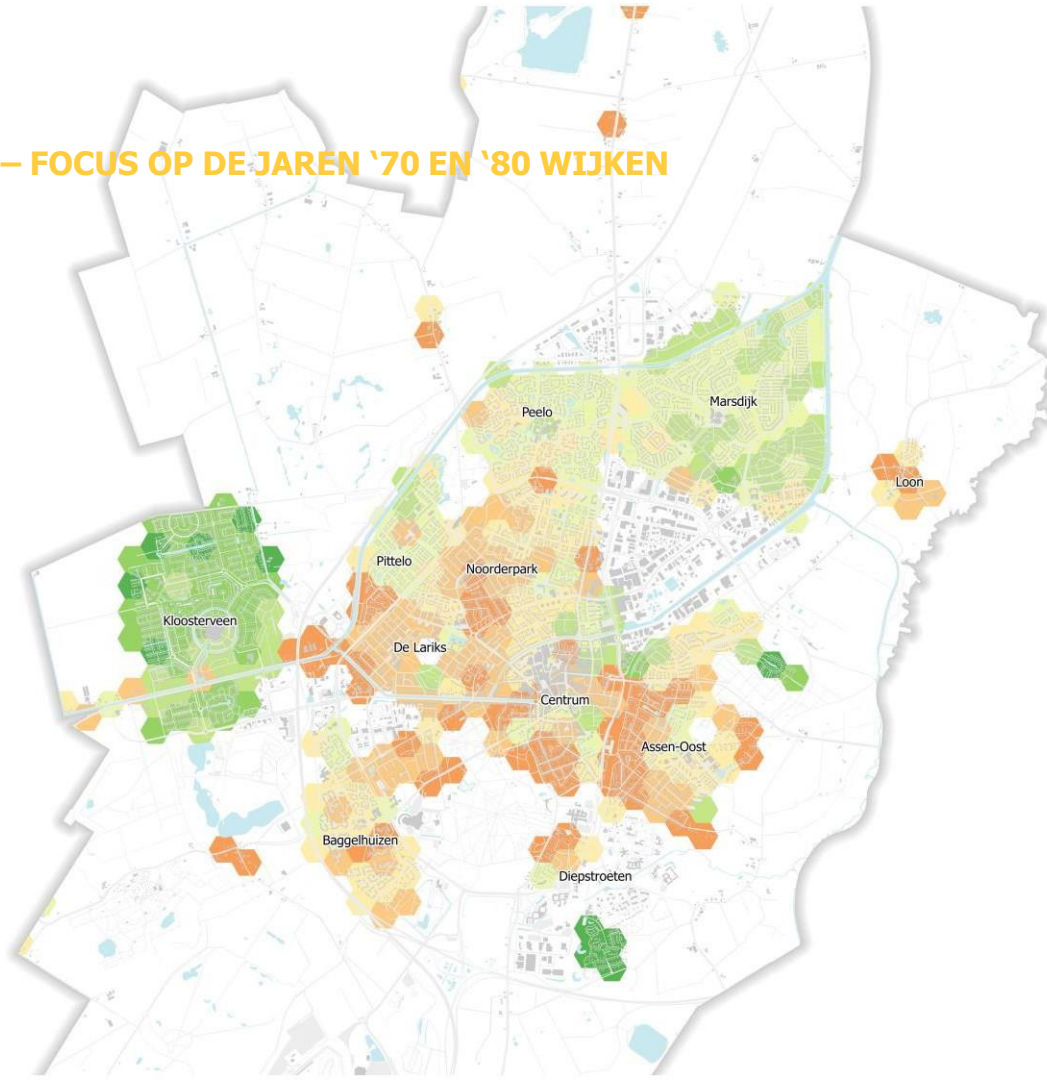 – FOCUS OP DE JAREN ‘70 EN ‘80 WIJKEN
Peelo
Marsdijk
Loon
Pittelo
Noorderpark
Kloosterveen
De Lariks
Centrum
Assen-Oost
Baggelhuizen
Diepstroeten